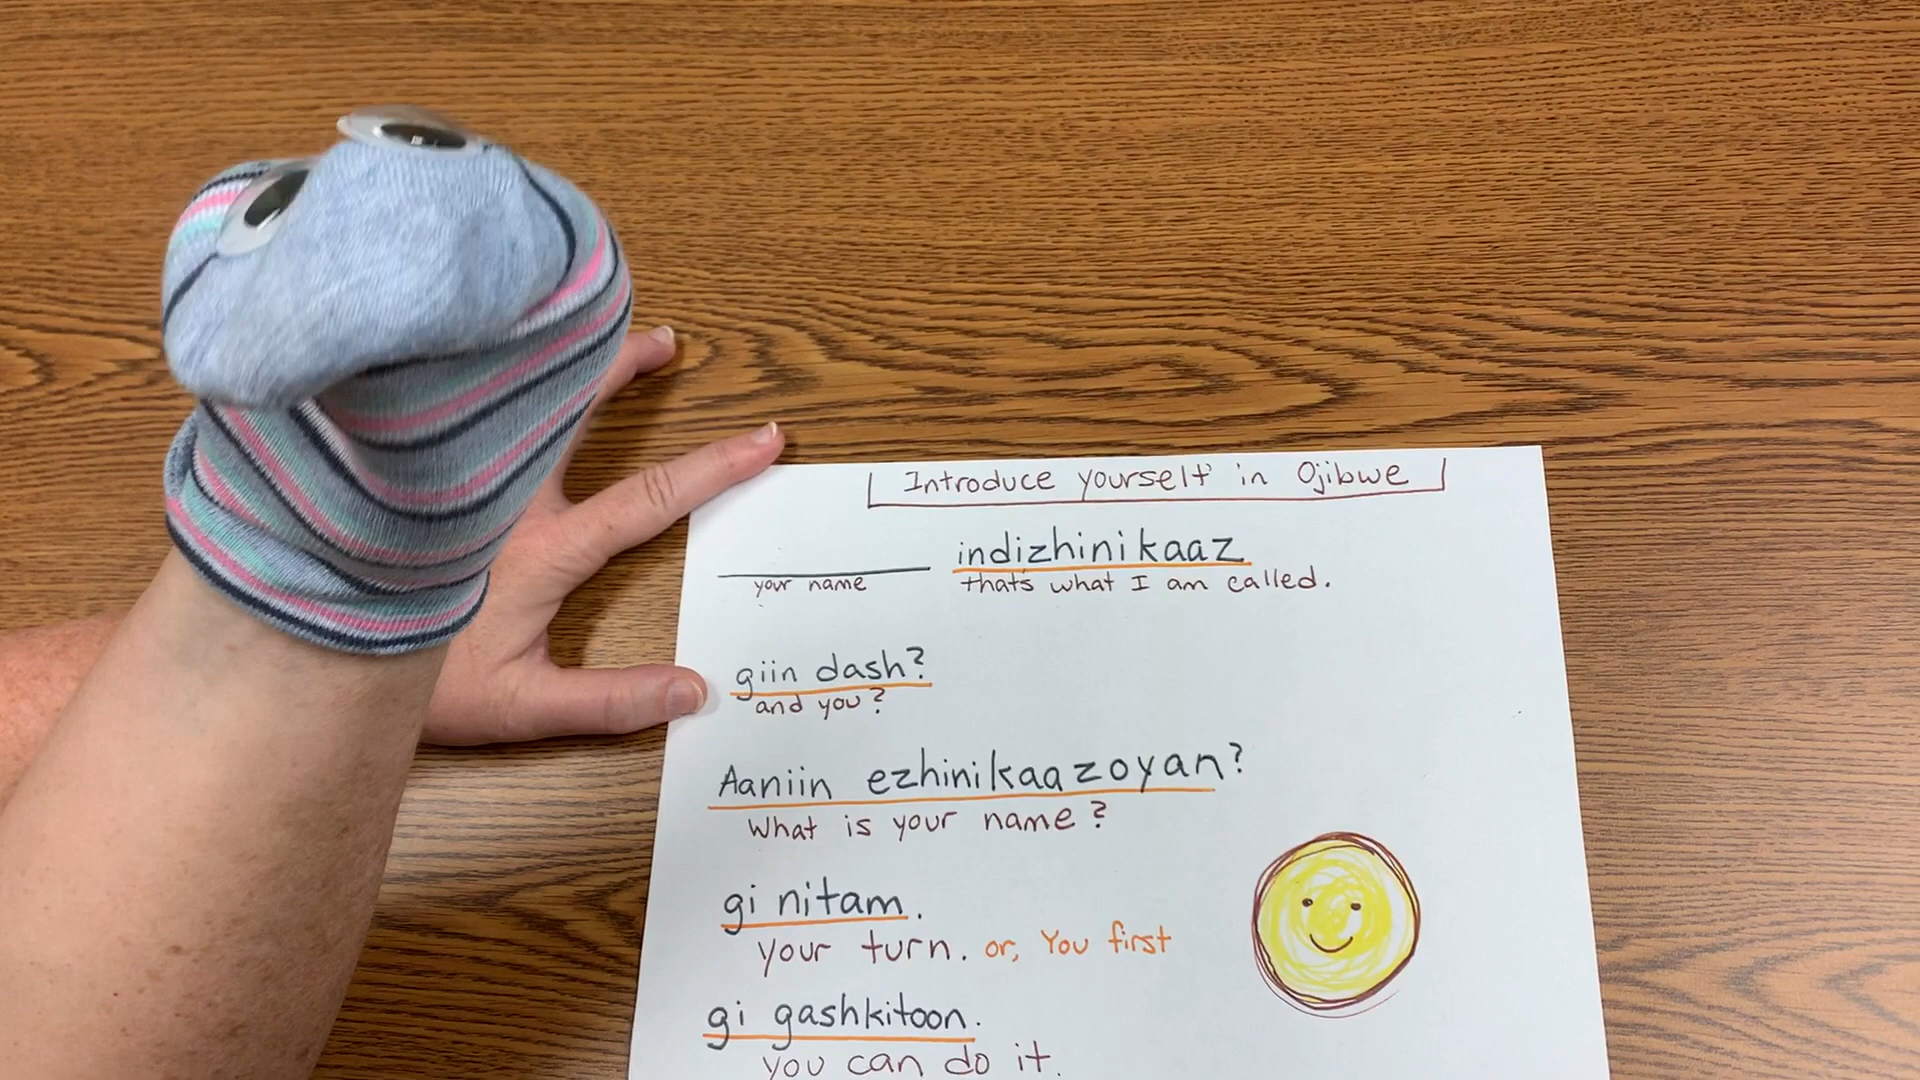 Introduce yourself in Ojibwe
indizhinikaaz
your name thats what I am called.
giin dash?
and you?
Aaniin ezhinikaazoyan?
What is your name?
gi nitam.
your turn. or, You first
gi gashkitoon.
you can do it.